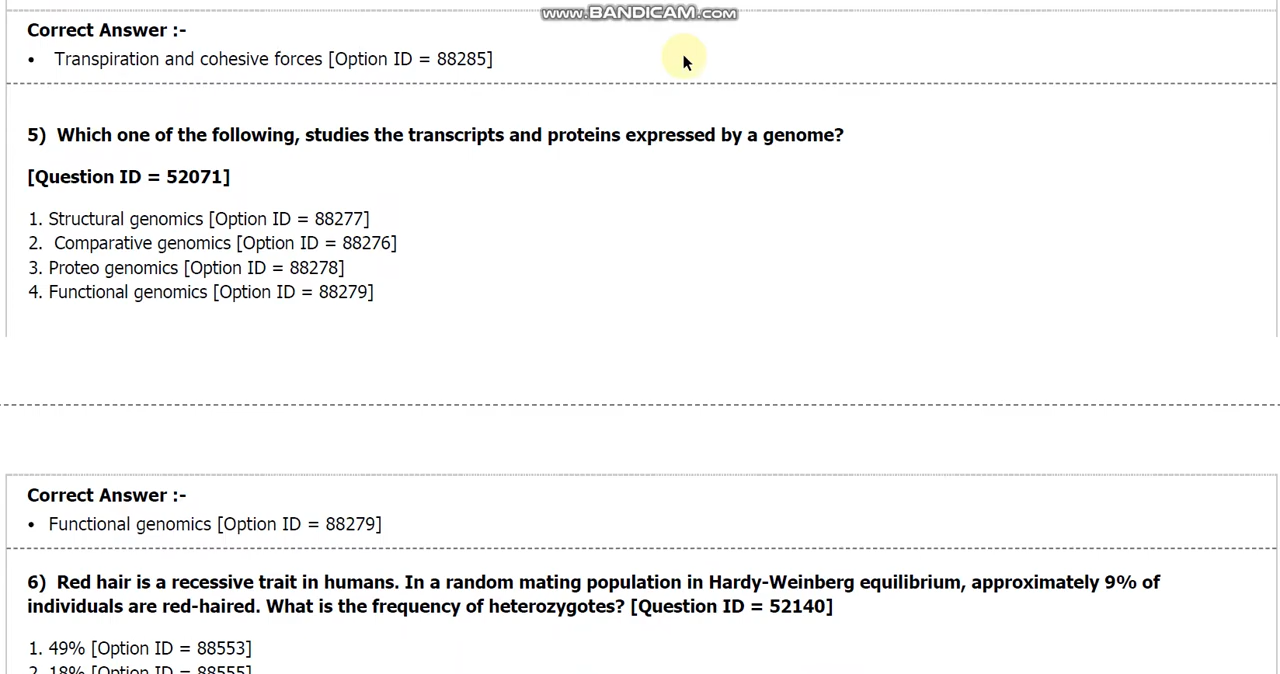 www.BANDICAM.com
Correct Answer :-
• Transpiration and cohesive forces [Option ID = 88285]
5) Which one of the following, studies the transcripts and proteins expressed by a genome?
[Question ID = 52071]
1. Structural genomics [Option ID = 88277]
2. Comparative genomics [Option ID = 88276]
3. Proteo genomics [Option ID = 88278]
4. Functional genomics [Option ID = 88279]
Correct Answer :-
• Functional genomics [Option ID = 88279]
6) Red hair is a recessive trait in humans. In a random mating population in Hardy-Weinberg equilibrium, approximately 9% of
individuals are red-haired. What is the frequency of heterozygotes? [Question ID = 52140]
1. 49% [Option ID = 88553]
2. 18% [Option ID = 88555]